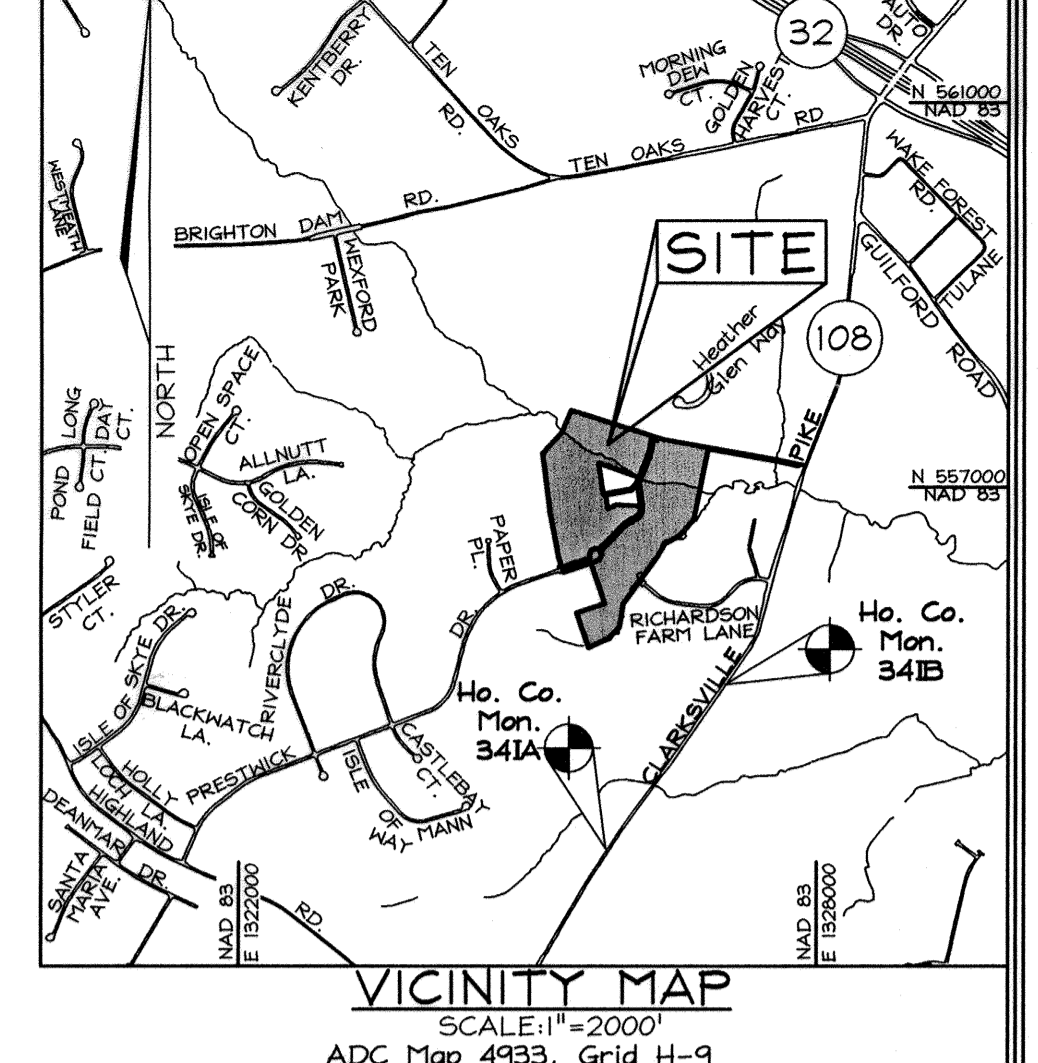 AUTO
DR.
32
KENTBERRY
DR.
TEN
OAKS
RD.
MORNING
DEW
CT.
GOLDEN
HARVEST
CT.
N 561000
NAD 83
TEN OAKS RD
WAKE FOREST
RD.
TULANE
GUILFORD
ROAD
WESTMEATH
LANE
BRIGHTON DAM RD.
WEXFORD
PARK
SITE
108
Heather
Glen Way
NORTH
OPEN SPACE
CT.
ALLNUTT
LA.
GOLDEN
CORN DR.
ISLE OF
SKYE DR.
LONG
DAY
CT.
POND
FIELD CT.
PIKE
N 557000
NAD 83
STYLER
CT.
PAPER
PL.
RICHARDSON
FARM LANE
Ho. Co.
Mon.
34IB
RIVERCLYDE
DR.
DR.
ISLE OF SKYE DR.
BLACKWATCH
LA.
Ho. Co.
Mon.
34IA
CLARKSVILLE
PRESTWICK
CASTLEBAY
CT.
ISLE
OF
MANN
WAY
HOLLY
LOCH LA.
HIGHLAND
DEANMAR
DR.
SANTA
MARIA
AVE.
RD.
NAD 83
E 1322000
NAD 83
E 1328000
VICINITY MAP
SCALE:1"=2000'
ADC Map 4933, Grid H-9